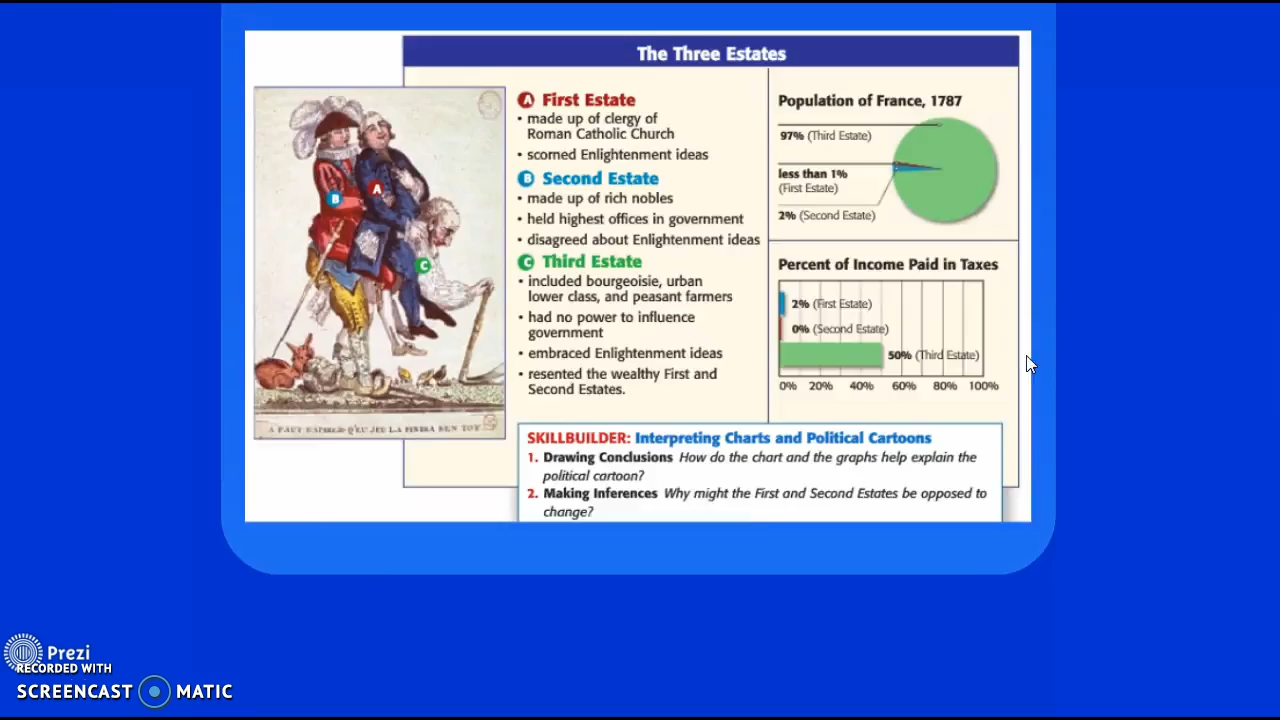 The Three Estates
A First Estate
• made up of clergy of
Roman Catholic Church
• scorned Enlightenment ideas
B Second Estate
• made up of rich nobles
• held highest offices in government
• disagreed about Enlightenment ideas
C Third Estate
• included bourgeoisie, urban
lower class, and peasant farmers
• had no power to influence
government
• embraced Enlightenment ideas
• resented the wealthy First and
Second Estates.
B
A
C
Population of France, 1787
97% (Third Estate)
less than 1%
(First Estate)
2% (Second Estate)
Percent of Income Paid in Taxes
2% (First Estate)
0% (Second Estate)
50% (Third Estate)
0% 20% 40% 60% 80% 100%
SKILLBUILDER: Interpreting Charts and Political Cartoons
1. Drawing Conclusions How do the chart and the graphs help explain the
political cartoon?
2. Making Inferences Why might the First and Second Estates be opposed to
change?
Prezi
RECORDED WITH
SCREENCAST MATIC